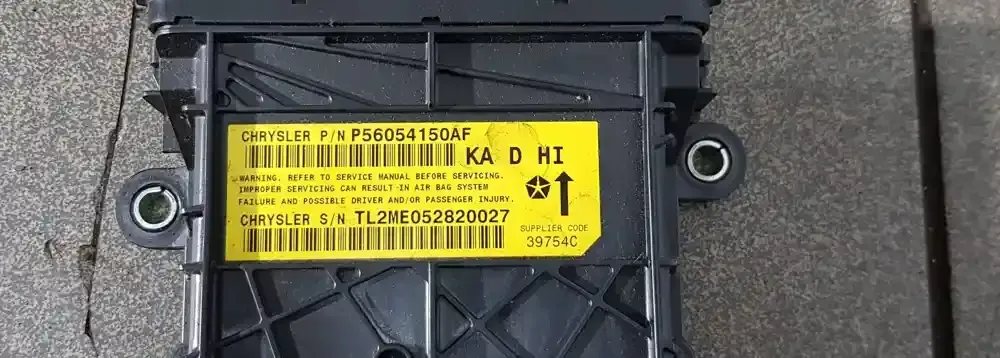 CHRYSLER P/N P56054150AF
KA D HI
WARNING. REFER TO SERVICE MANUAL BEFORE SERVICING.
IMPROPER SERVICING CAN RESULT IN AIR BAG SYSTEM
FAILURE AND POSSIBLE DRIVER AND/OR PASSENGER INJURY.
CHRYSLER S/N TL2ME052820027
SUPPLIER CODE
39754C